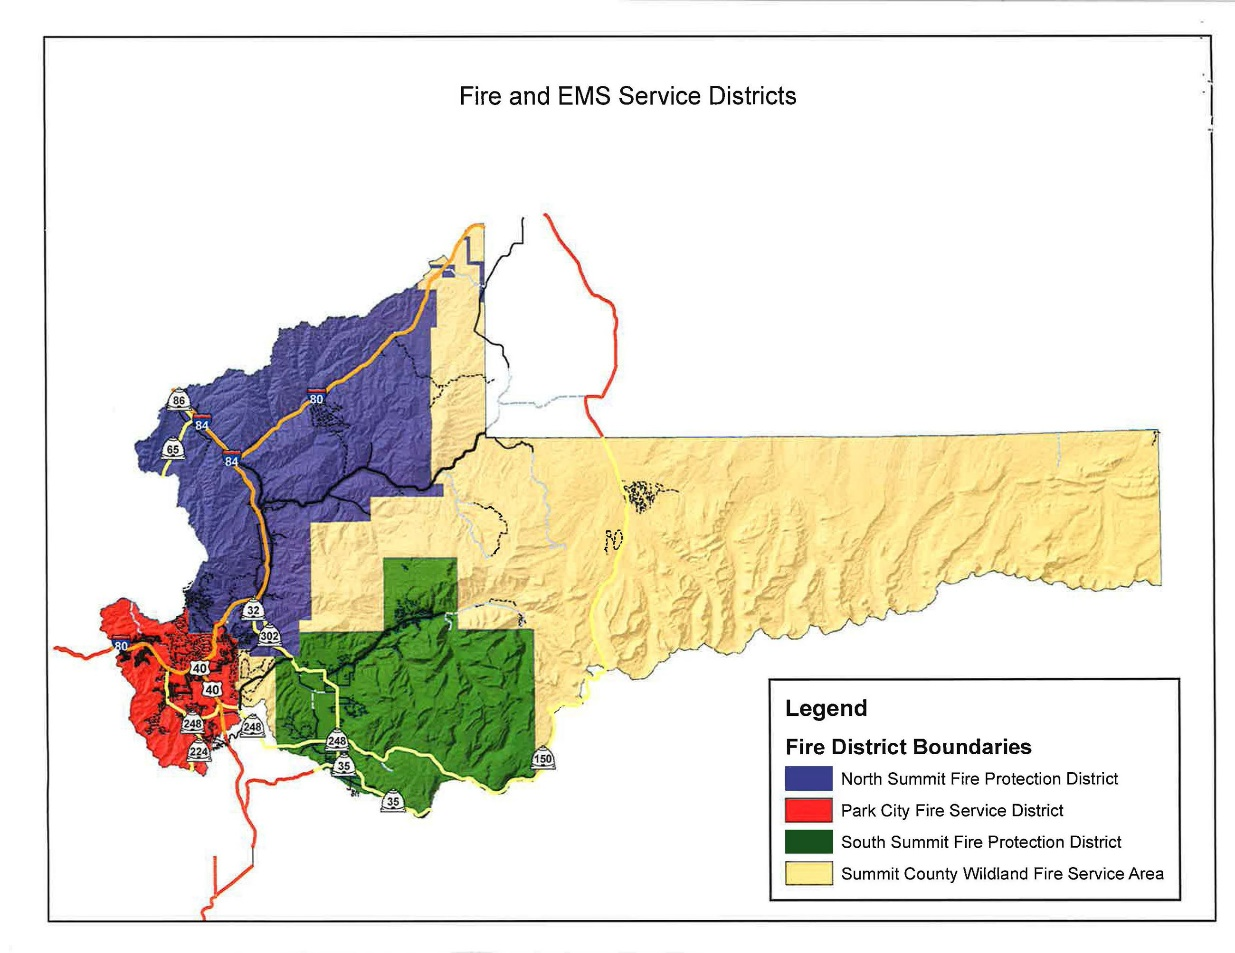 Fire and EMS Service Districts
86
80
84
65
84
32
302
80
40
40
248
248
224
248
35
150
35
Legend
Fire District Boundaries
North Summit Fire Protection District
Park City Fire Service District
South Summit Fire Protection District
Summit County Wildland Fire Service Area